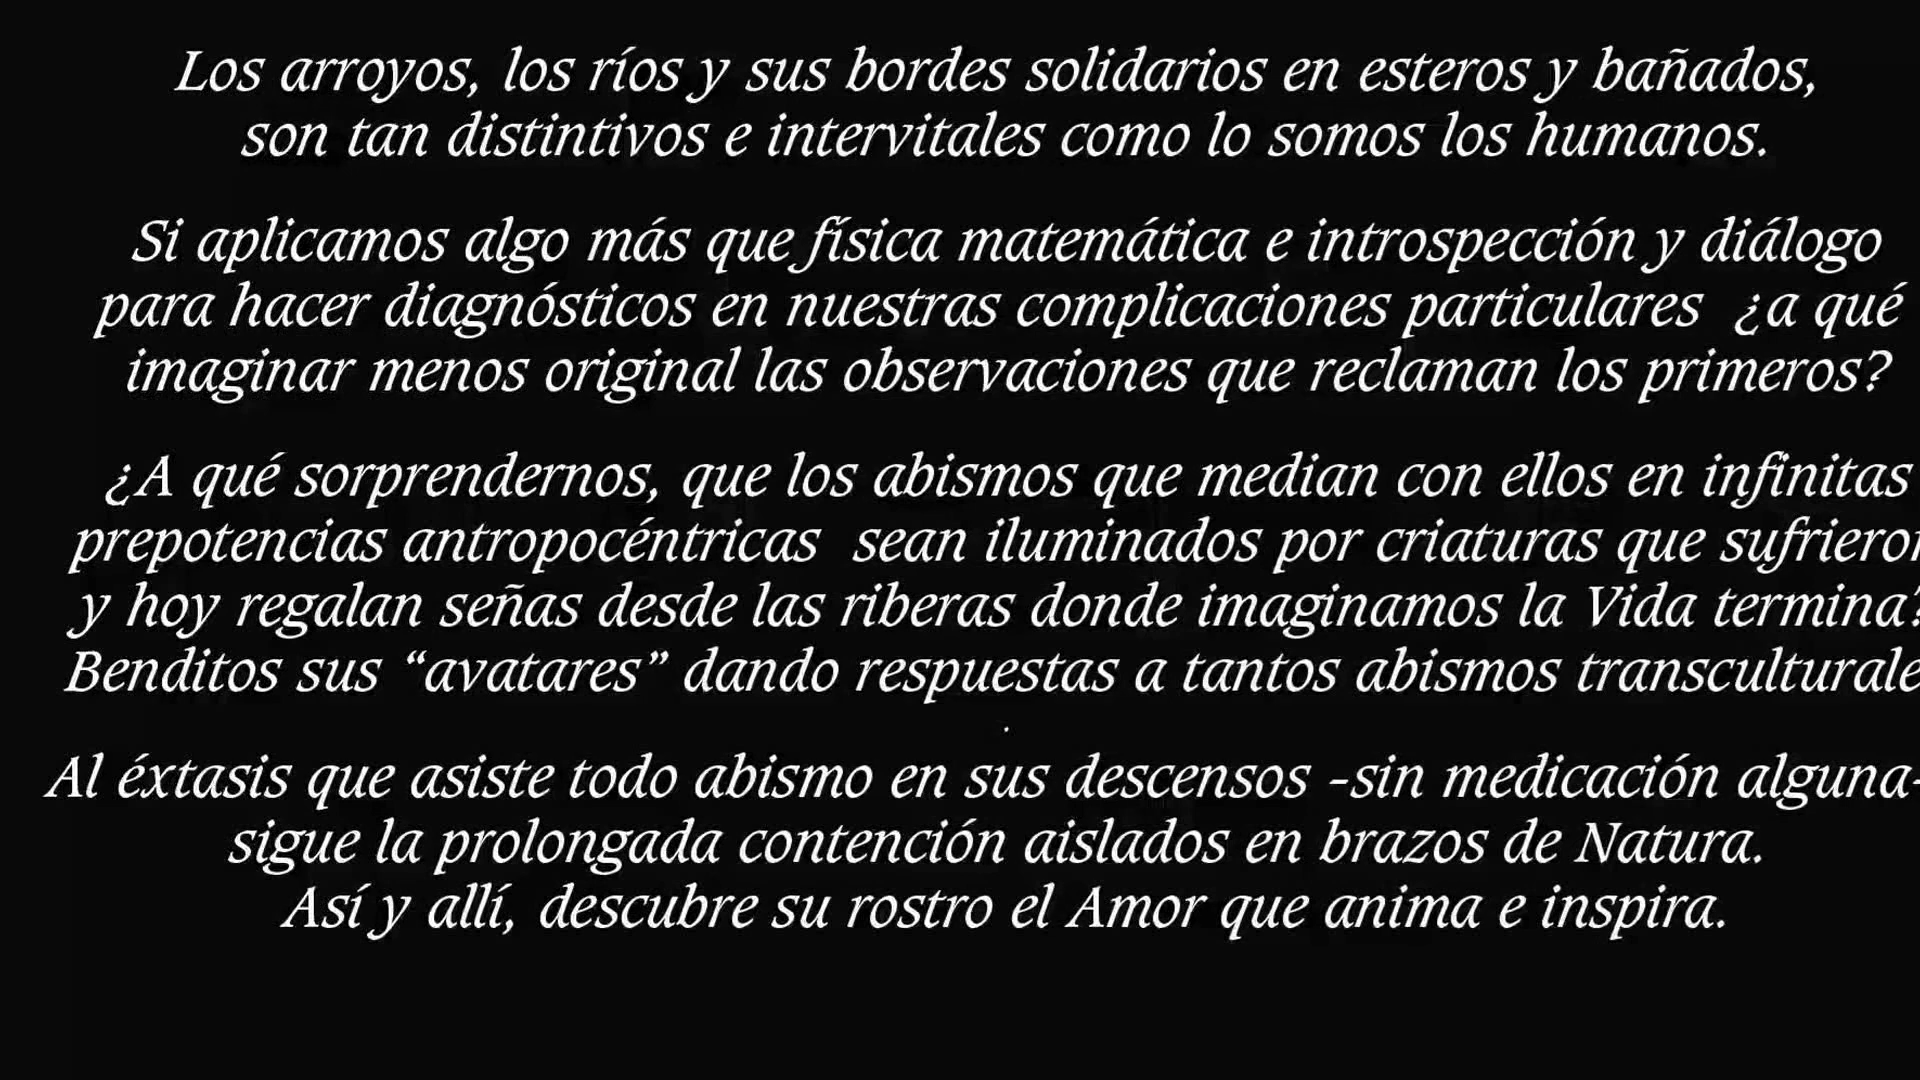 Los arroyos, los ríos y sus bordes solidarios en esteros y bañados,
son tan distintivos e intervitales como lo somos los humanos.
Si aplicamos algo más que física matemática e introspección y diálogo
para hacer diagnósticos en nuestras complicaciones particulares ¿a qué
imaginar menos original las observaciones que reclaman los primeros?
¿A qué sorprendernos, que los abismos que median con ellos en infinitas
prepotencias antropocéntricas sean iluminados por criaturas que sufrieron
y hoy regalan señas desde las riberas donde imaginamos la Vida termina?
Benditos sus “avatares” dando respuestas a tantos abismos transculturale
.
Al éxtasis que asiste todo abismo en sus descensos -sin medicación alguna-
sigue la prolongada contención aislados en brazos de Natura.
Así y allí, descubre su rostro el Amor que anima e inspira.